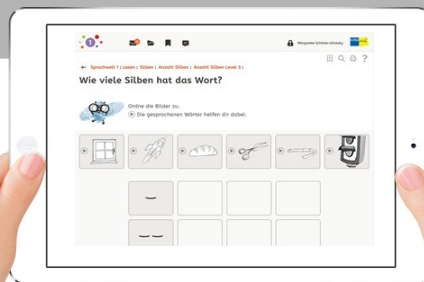 1
Sprachwelt 1 : Lesen : Silben : Anzahl Silben : Anzahl Silben Level 3 :
?
Wie viele Silben hat das Wort?
Ordne die Bilder zu.
Die gesprochenen Wörter helfen dir dabei.